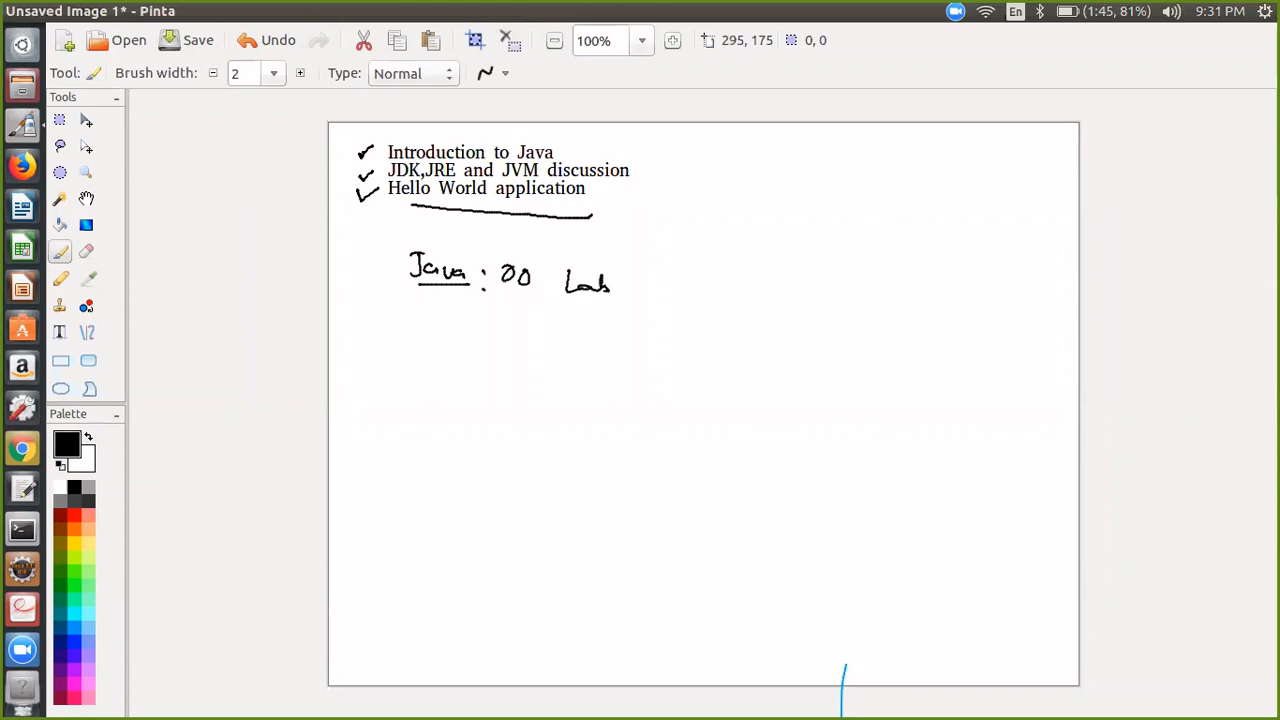 Unsaved Image 1* - Pinta
En (1:45, 81%) 9:31 PM
Open Save Undo 100% 295, 175 0, 0
Tool: Brush width: 2 Type: Normal
Tools
Introduction to Java
JDK,JRE and JVM discussion
Hello World application
Java : OO Lab
Palette